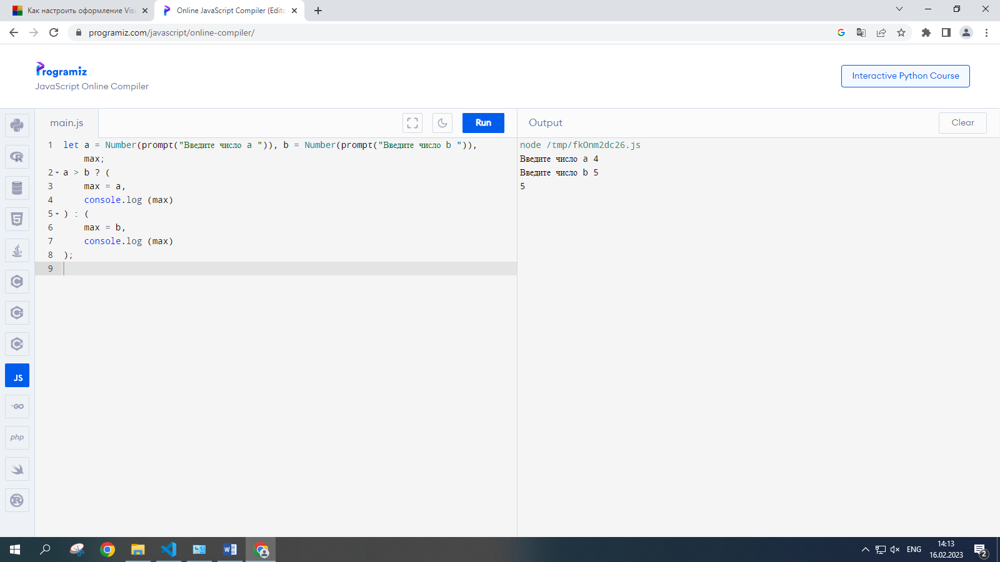 Как настроить оформление Visu
Online JavaScript Compiler (Edito
programiz.com/javascript/online-compiler/
Programiz
JavaScript Online Compiler
Interactive Python Course
main.js
Run
Output
Clear
1 let a = Number(prompt("Введите число a ")), b = Number(prompt("Введите число b ")),
max;
2 a > b ? (
3 max = a,
4 console.log (max)
5 ) : (
6 max = b,
7 console.log (max)
8 );
9
node /tmp/fkOnm2dc26.js
Введите число a 4
Введите число b 5
5
JS
GO
php
ENG
14:13
16.02.2023
2